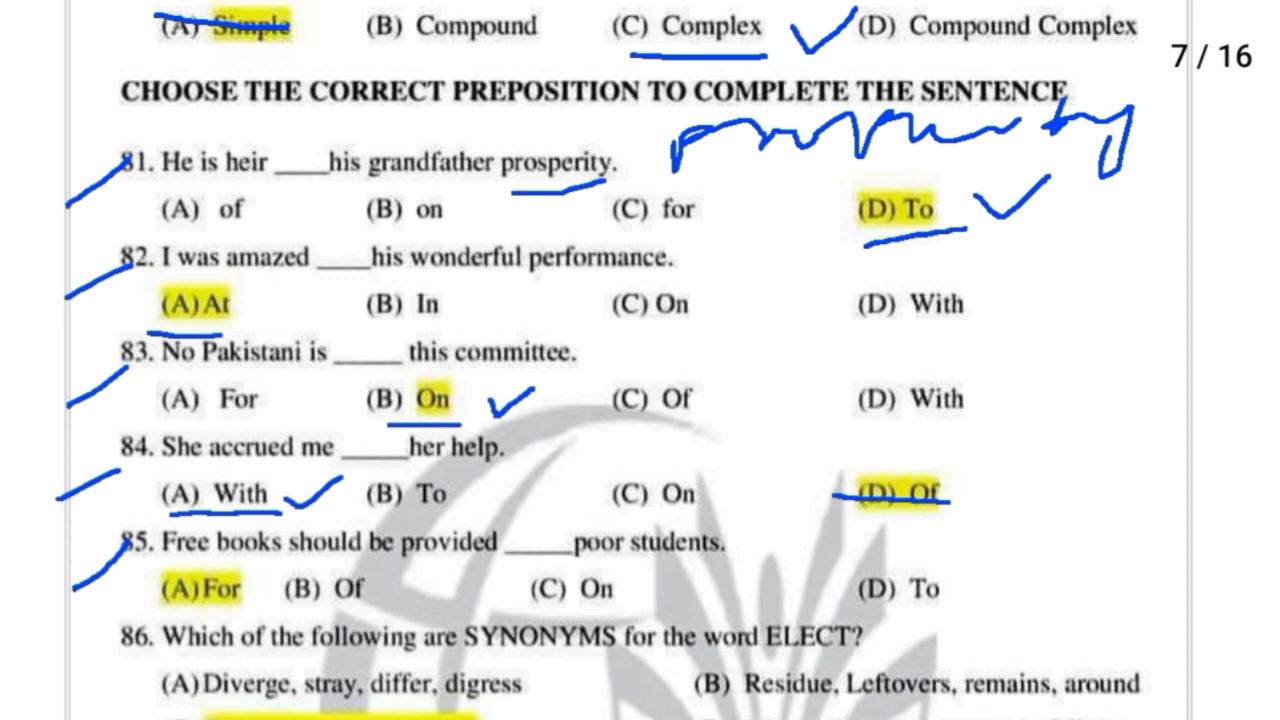 (A) Simple (B) Compound (C) Complex (D) Compound Complex
7 / 16
CHOOSE THE CORRECT PREPOSITION TO COMPLETE THE SENTENCE
81. He is heir ____his grandfather prosperity.
(A) of (B) on (C) for (D) To
82. I was amazed ____his wonderful performance.
(A) At (B) In (C) On (D) With
83. No Pakistani is _____ this committee.
(A) For (B) On (C) Of (D) With
84. She accrued me _____her help.
(A) With (B) To (C) On (D) Of
85. Free books should be provided _____poor students.
(A) For (B) Of (C) On (D) To
86. Which of the following are SYNONYMS for the word ELECT?
(A) Diverge, stray, differ, digress (B) Residue, Leftovers, remains, around